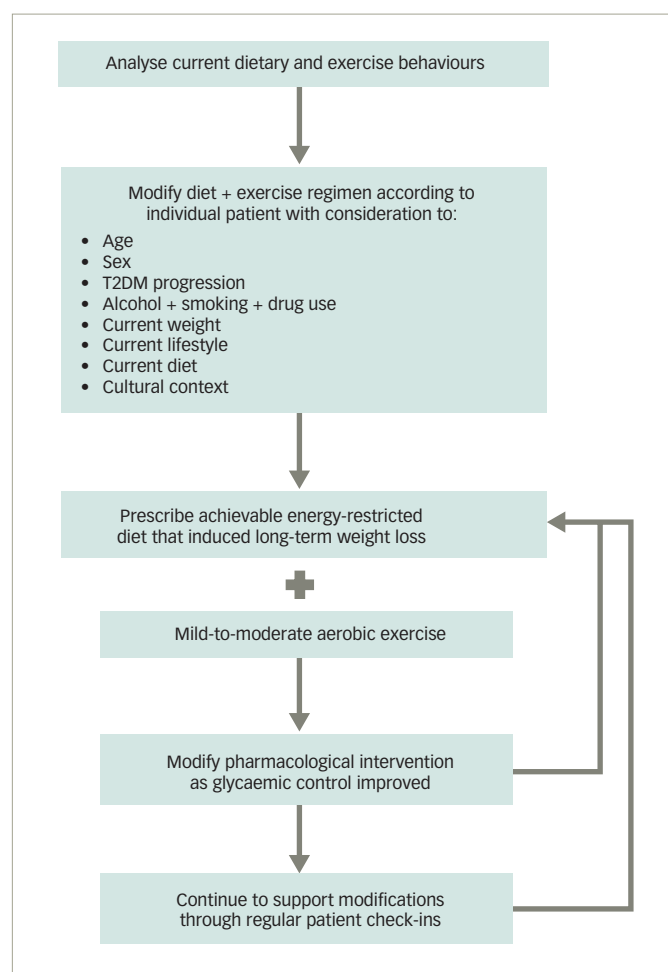 Analyse current dietary and exercise behaviours
Modify diet + exercise regimen according to
individual patient with consideration to:
• Age
• Sex
• T2DM progression
• Alcohol + smoking + drug use
• Current weight
• Current lifestyle
• Current diet
• Cultural context
Prescribe achievable energy-restricted
diet that induced long-term weight loss
Mild-to-moderate aerobic exercise
Modify pharmacological intervention
as glycaemic control improved
Continue to support modifications
through regular patient check-ins